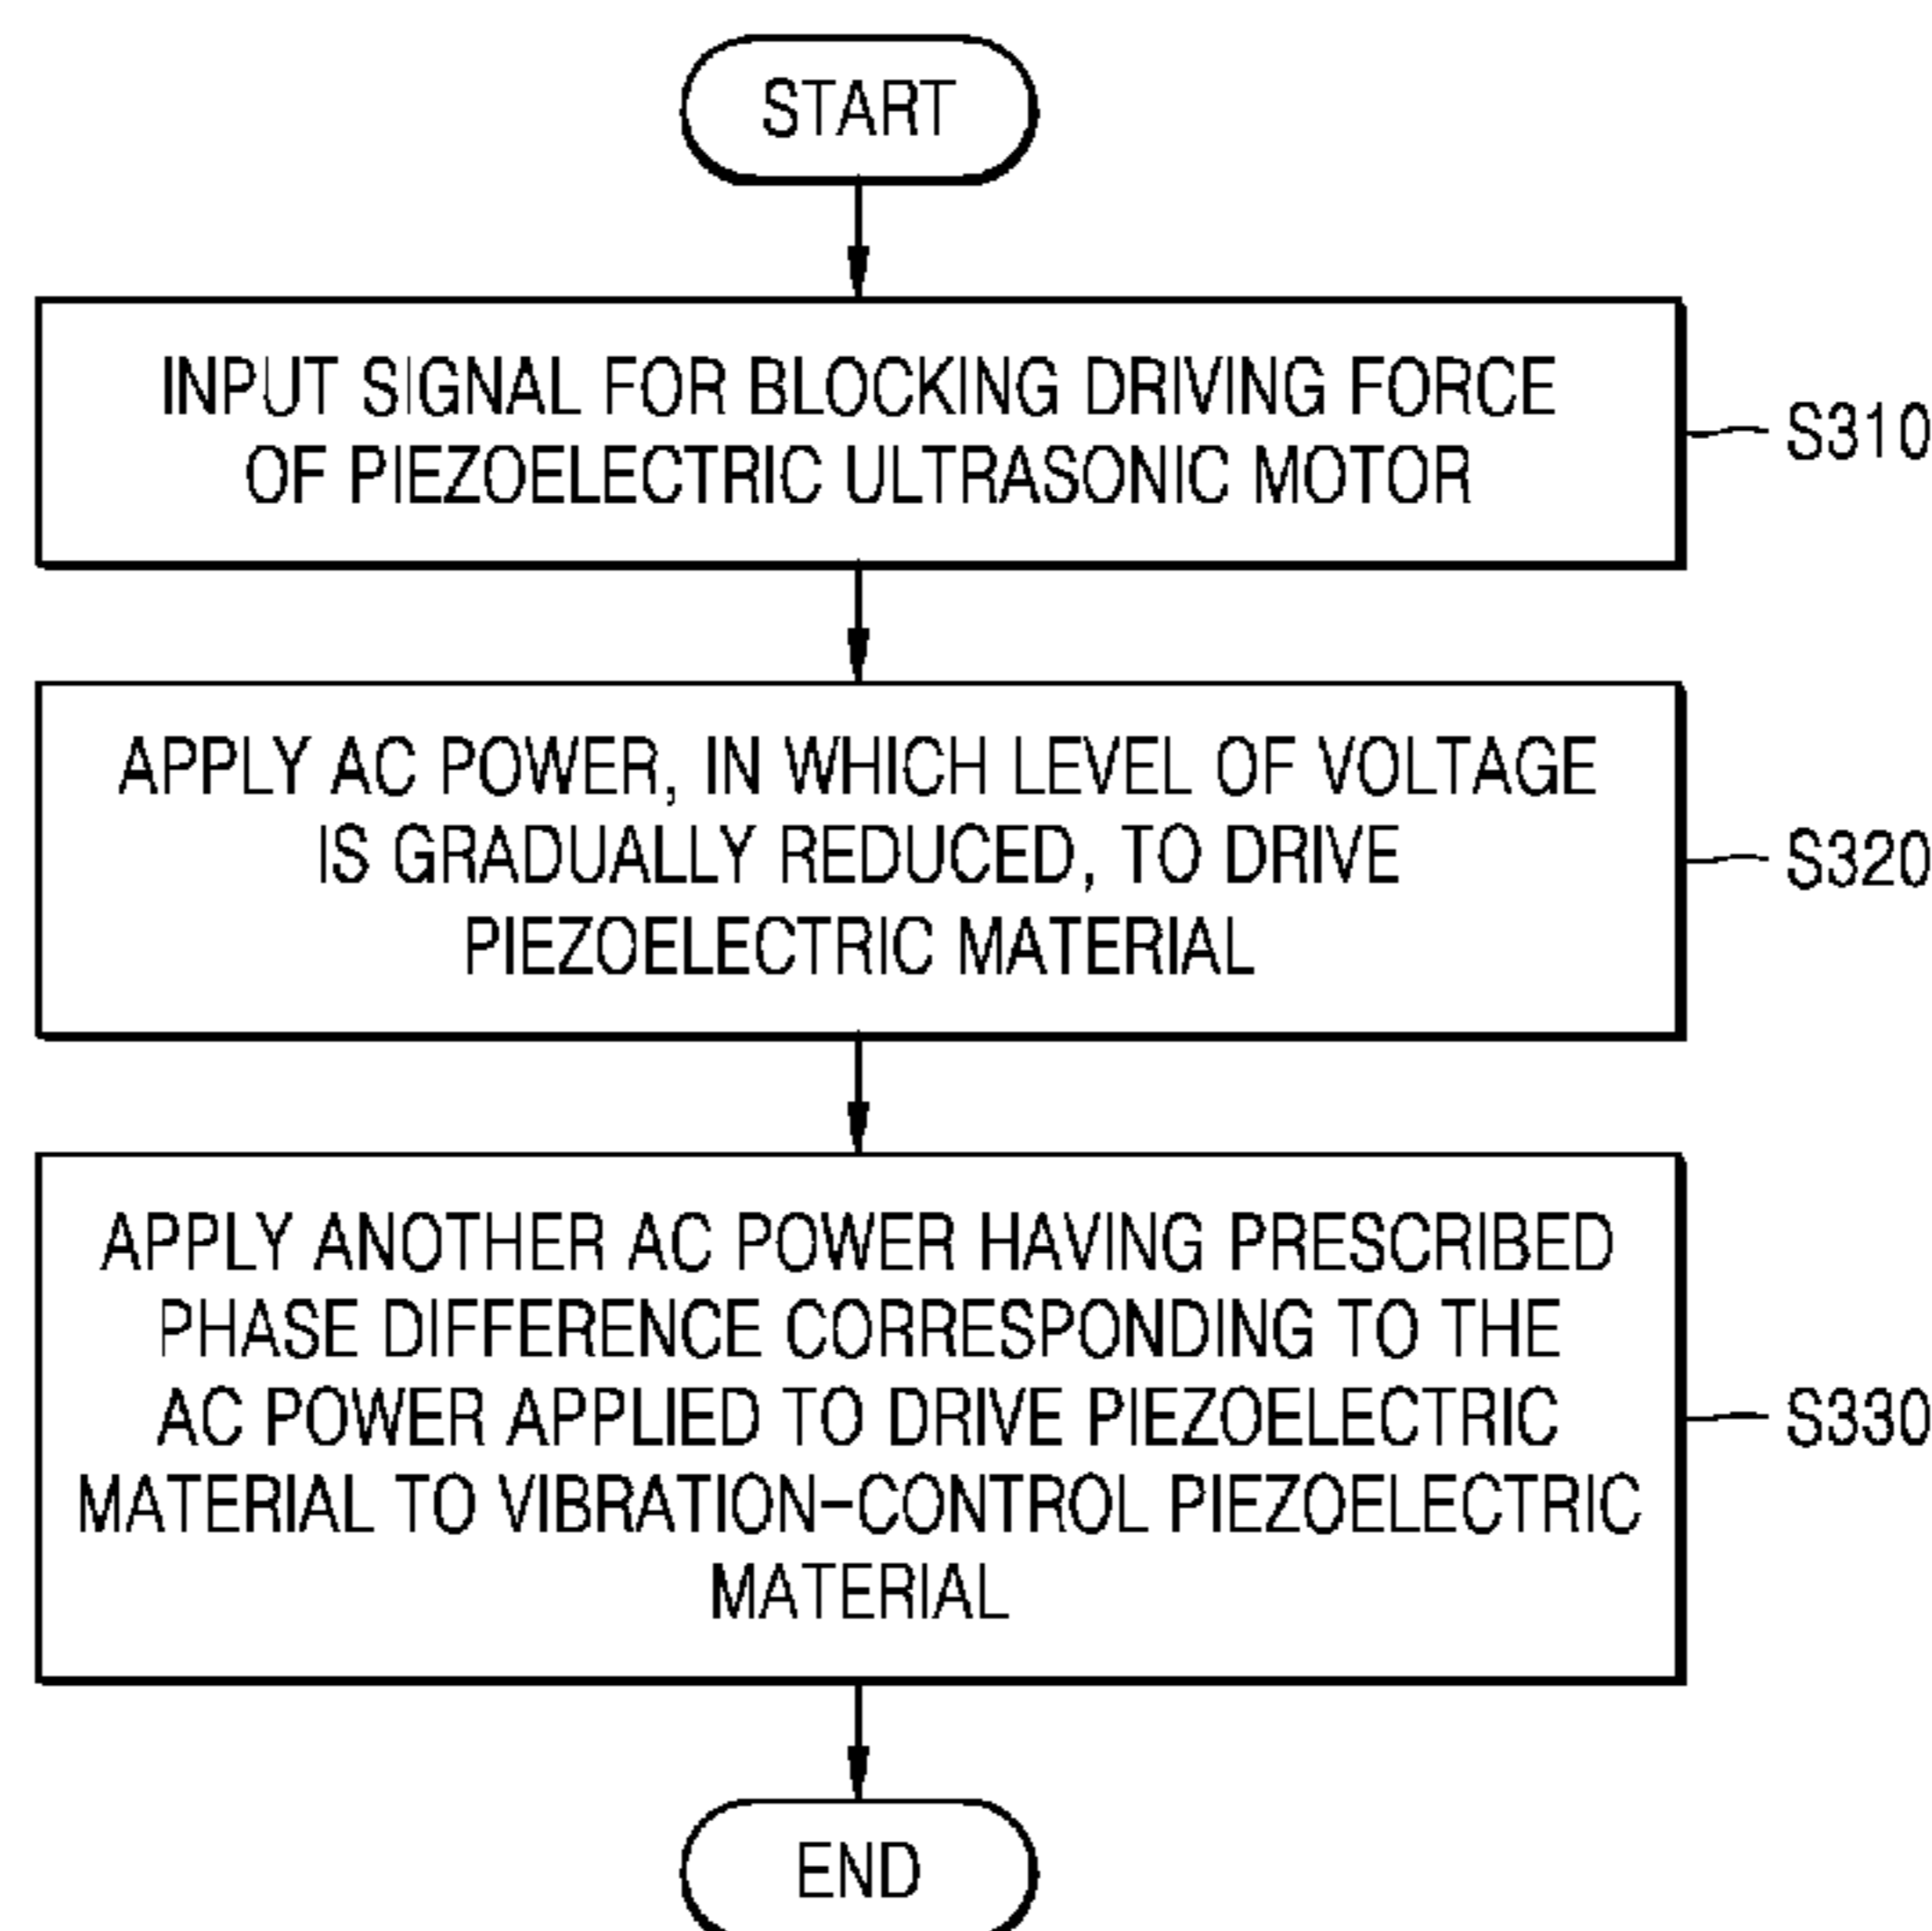 START
INPUT SIGNAL FOR BLOCKING DRIVING FORCE
OF PIEZOELECTRIC ULTRASONIC MOTOR
S310
APPLY AC POWER, IN WHICH LEVEL OF VOLTAGE
IS GRADUALLY REDUCED, TO DRIVE
PIEZOELECTRIC MATERIAL
S320
APPLY ANOTHER AC POWER HAVING PRESCRIBED
PHASE DIFFERENCE CORRESPONDING TO THE
AC POWER APPLIED TO DRIVE PIEZOELECTRIC
MATERIAL TO VIBRATION-CONTROL PIEZOELECTRIC
MATERIAL
S330
END